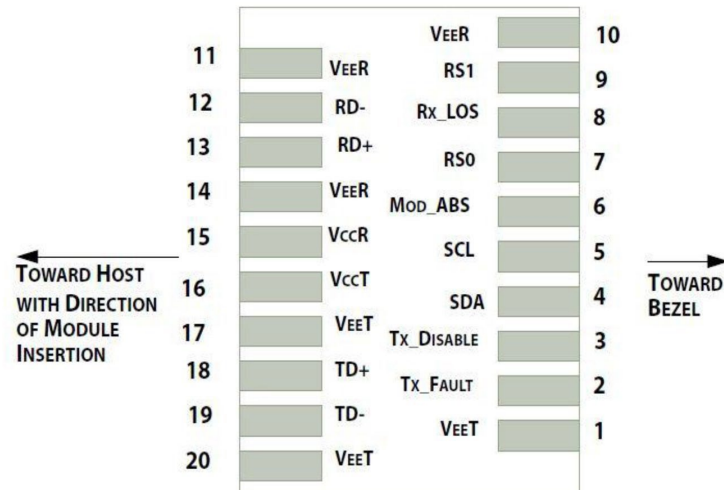 11 VEER
12 RD-
13 RD+
14 VEER
15 VCCR
16 VCCT
17 VEET
18 TD+
19 TD-
20 VEET
TOWARD HOST
WITH DIRECTION
OF MODULE
INSERTION
VEER 10
RS1 9
RX_LOS 8
RS0 7
MOD_ABS 6
SCL 5
SDA 4
TX_DISABLE 3
TX_FAULT 2
VEET 1
TOWARD
BEZEL